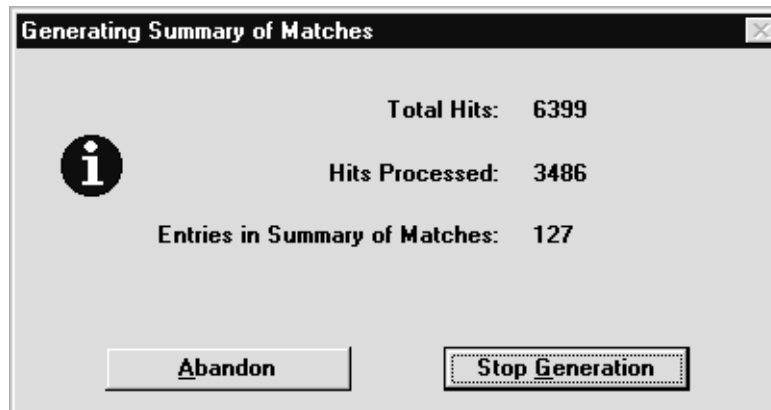 Generating Summary of Matches
Total Hits: 6399
Hits Processed: 3486
Entries in Summary of Matches: 127
Abandon Stop Generation